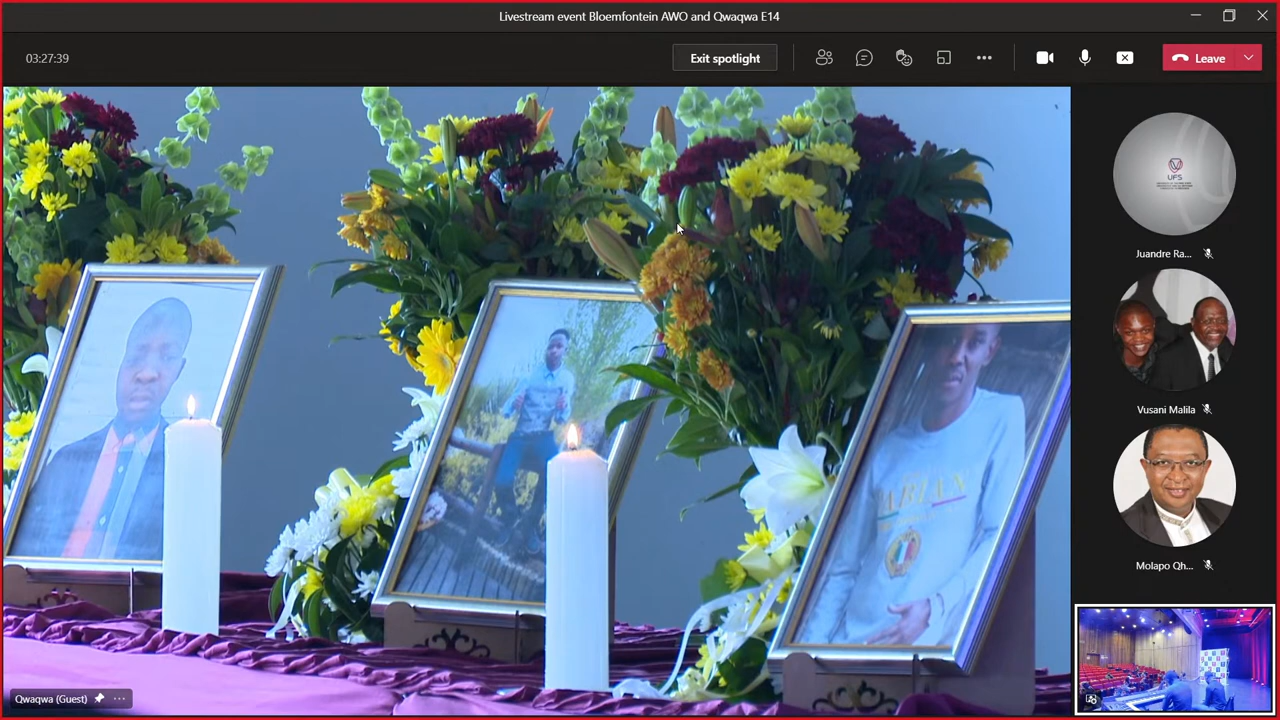 Livestream event Bloemfontein AWO and Qwaqwa E14
03:27:39
Exit spotlight
Leave
UFS
Juandre Ra...
Vusani Malila
Molapo Qh...
Qwaqwa (Guest)